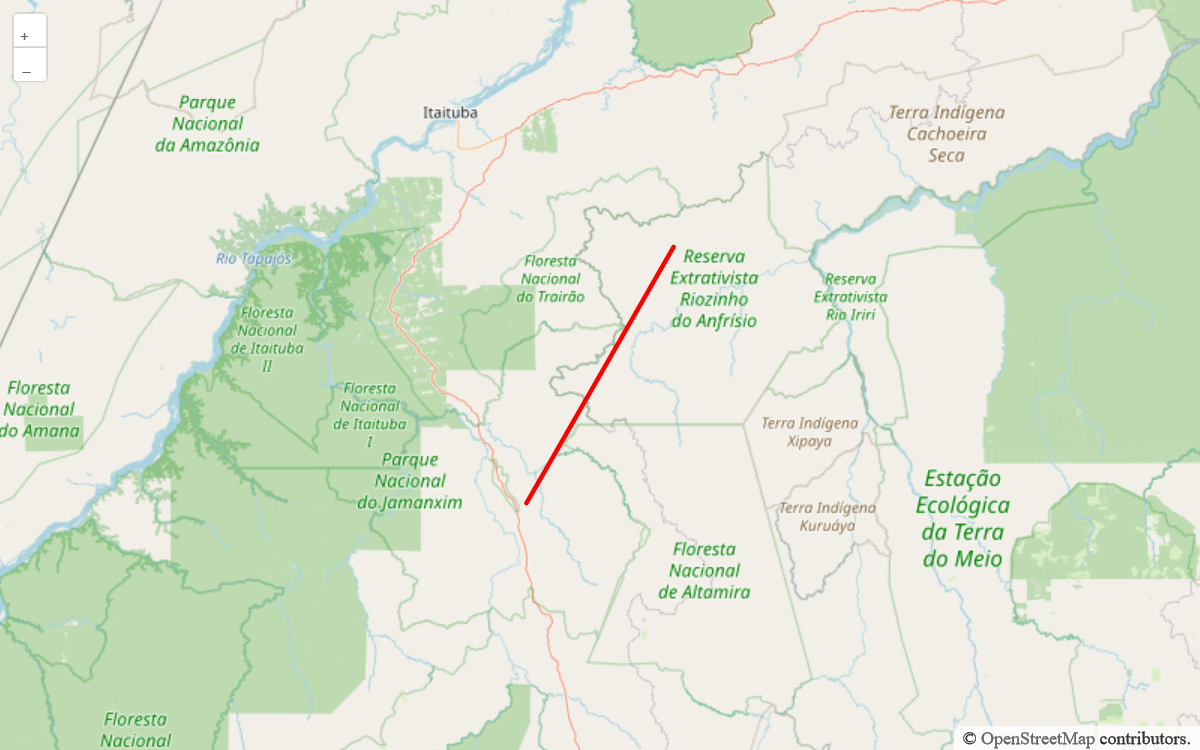 +
–
Parque
Nacional
da Amazônia
Itaituba
Terra Indígena
Cachoeira
Seca
Rio Tapajós
Floresta
Nacional
do Trairão
Reserva
Extrativista
Riozinho
do Anfrísio
Reserva
Extrativista
Rio Iriri
Floresta
Nacional
de Itaituba
II
Floresta
Nacional
do Amana
Floresta
Nacional
de Itaituba
I
Parque
Nacional
do Jamanxim
Terra Indígena
Xipaya
Terra Indígena
Kuruáya
Estação
Ecológica
da Terra
do Meio
Floresta
Nacional
de Altamira
Floresta
Nacional
© OpenStreetMap contributors.